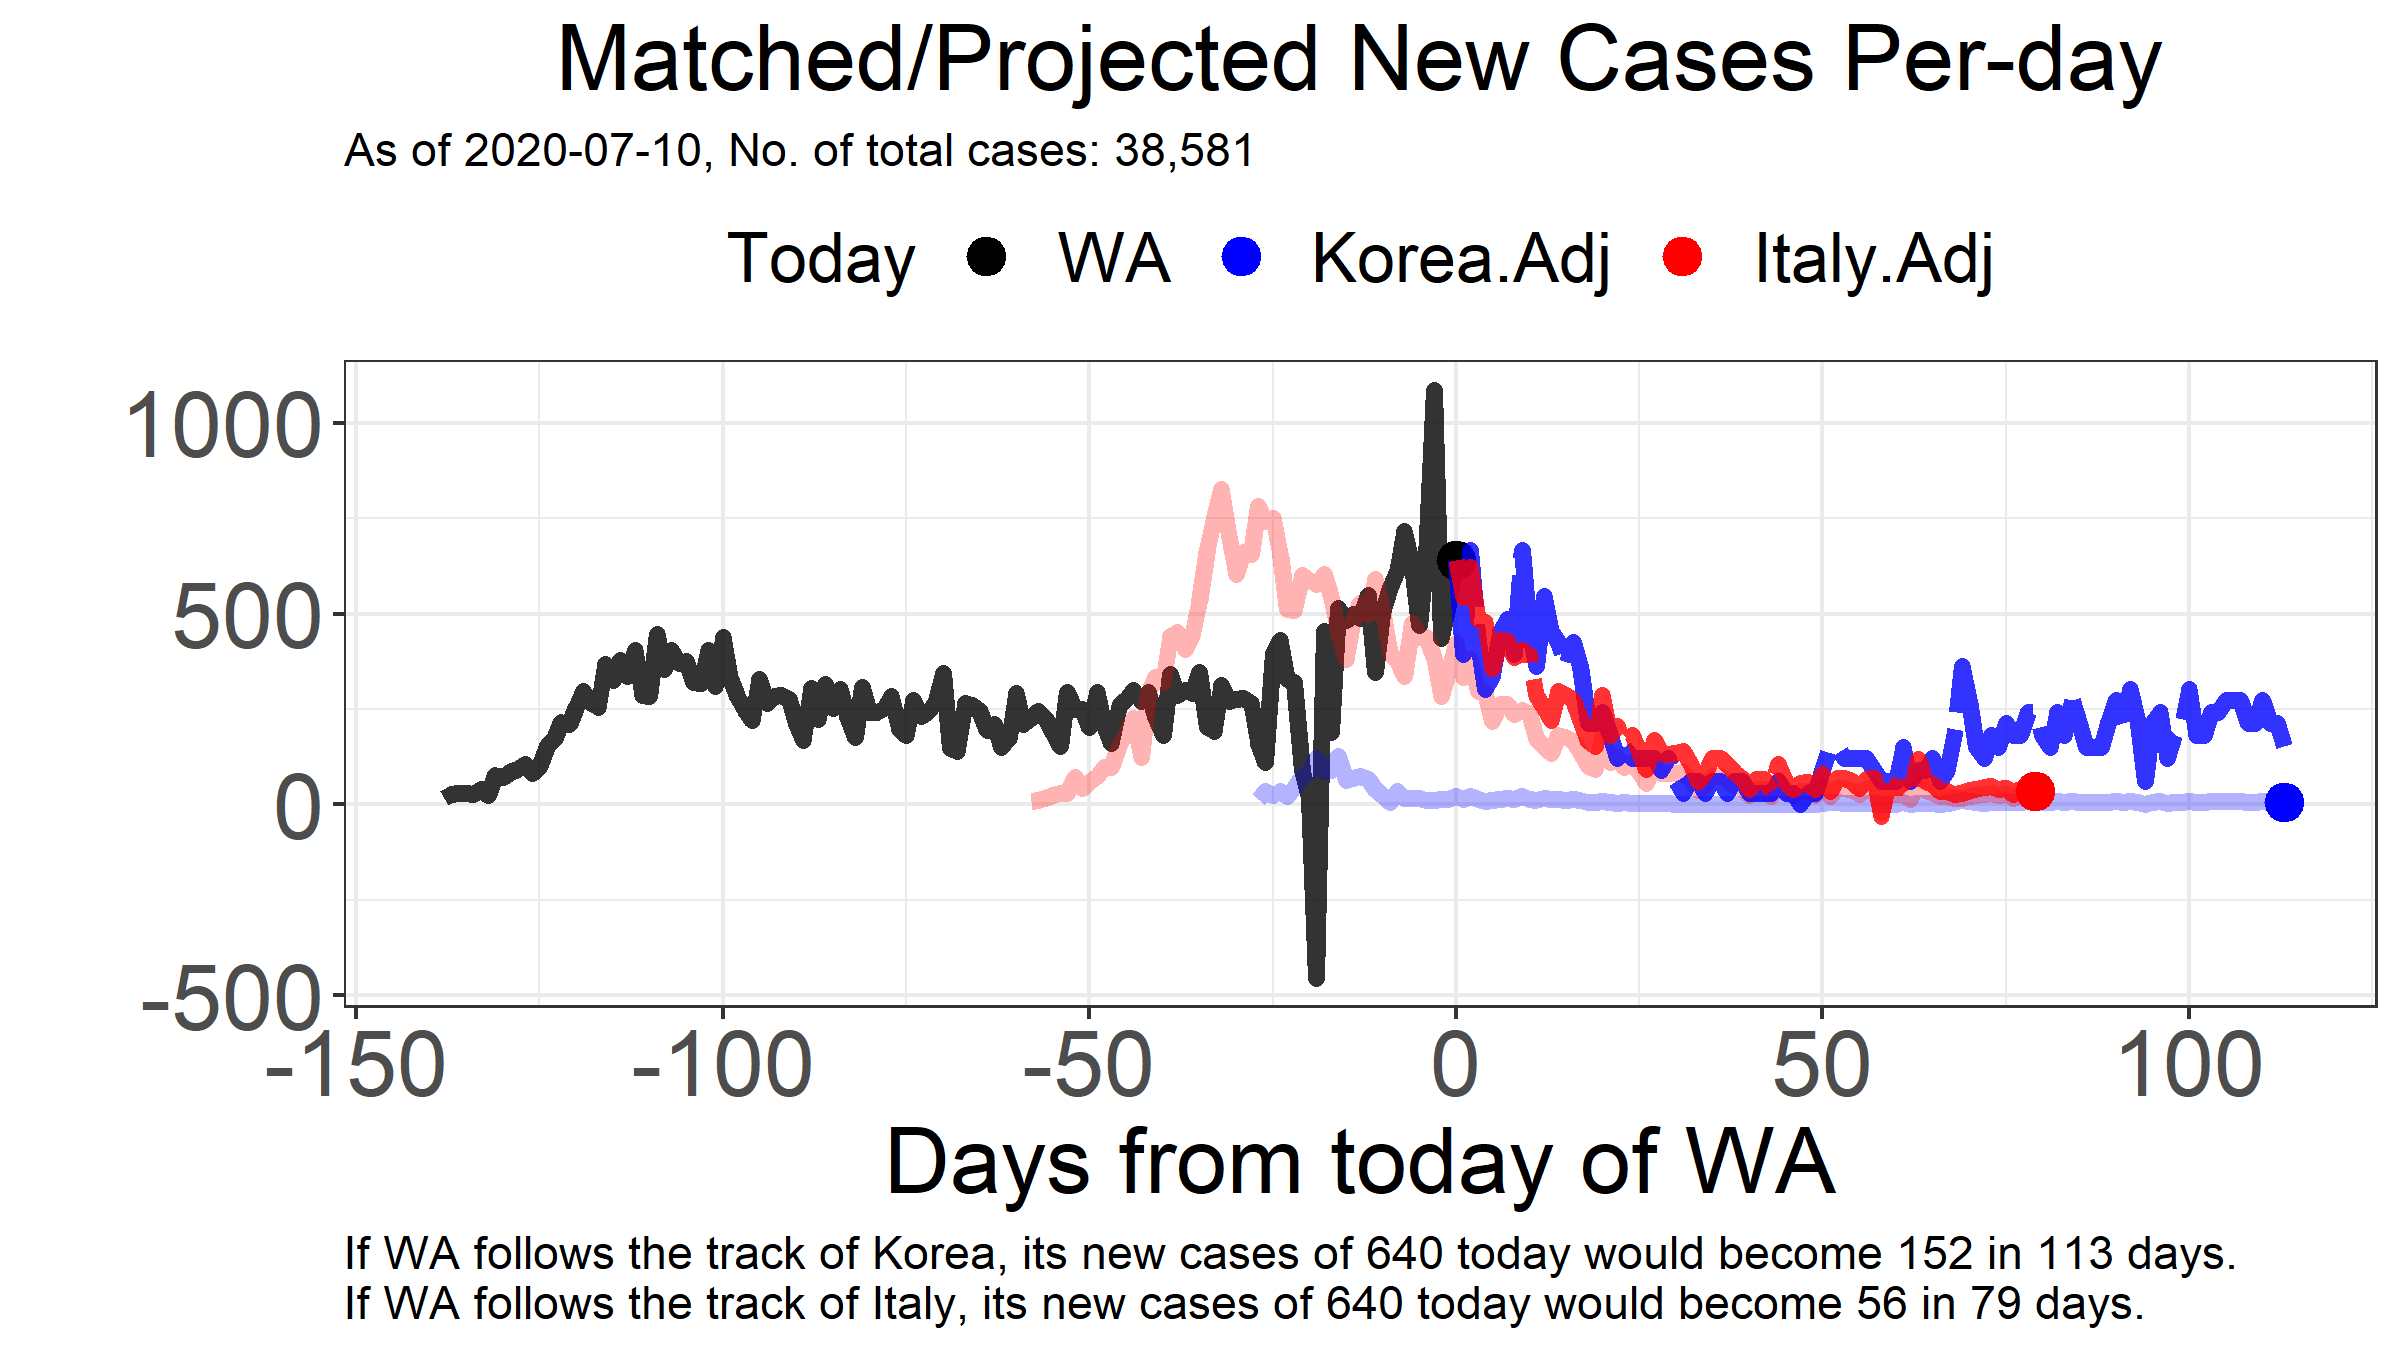 Matched/Projected New Cases Per-day
As of 2020-07-10, No. of total cases: 38,581
Today WA Korea.Adj Italy.Adj
1000
500
0
-500
-150 -100 -50 0 50 100
Days from today of WA
If WA follows the track of Korea, its new cases of 640 today would become 152 in 113 days.
If WA follows the track of Italy, its new cases of 640 today would become 56 in 79 days.